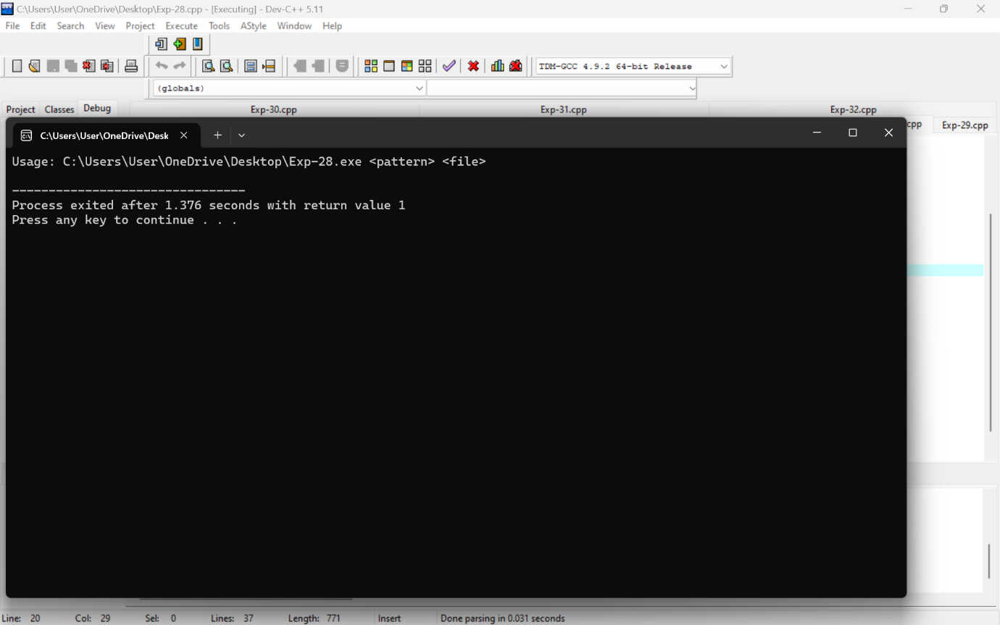 C:\Users\User\OneDrive\Desktop\Exp-28.cpp - [Executing] - Dev-C++ 5.11
File Edit Search View Project Execute Tools AStyle Window Help
TDM-GCC 4.9.2 64-bit Release
(globals)
Project Classes Debug Exp-30.cpp Exp-31.cpp Exp-32.cpp
cpp Exp-29.cpp
C:\Users\User\OneDrive\Desk
Usage: C:\Users\User\OneDrive\Desktop\Exp-28.exe <pattern> <file>
--------------------------------
Process exited after 1.376 seconds with return value 1
Press any key to continue . . .
Line: 20 Col: 29 Sel: 0 Lines: 37 Length: 771 Insert Done parsing in 0.031 seconds